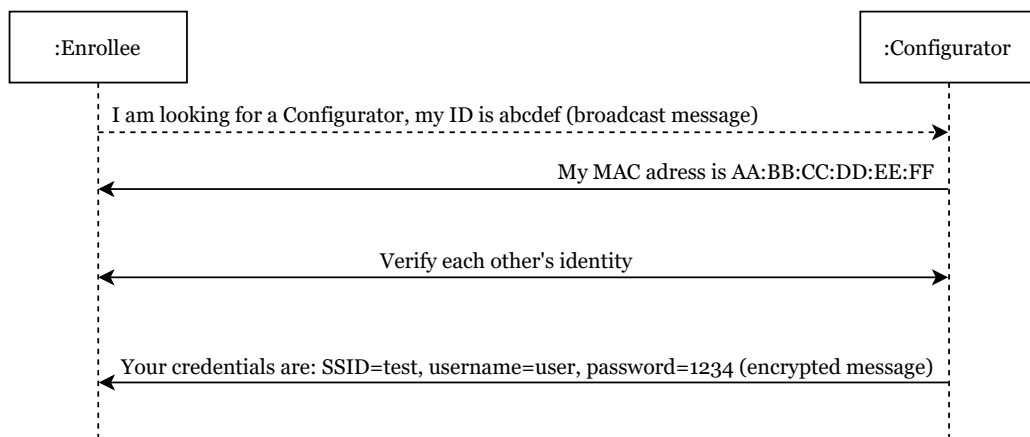 :Enrollee
:Configurator
I am looking for a Configurator, my ID is abcdef (broadcast message)
My MAC adress is AA:BB:CC:DD:EE:FF
Verify each other's identity
Your credentials are: SSID=test, username=user, password=1234 (encrypted message)